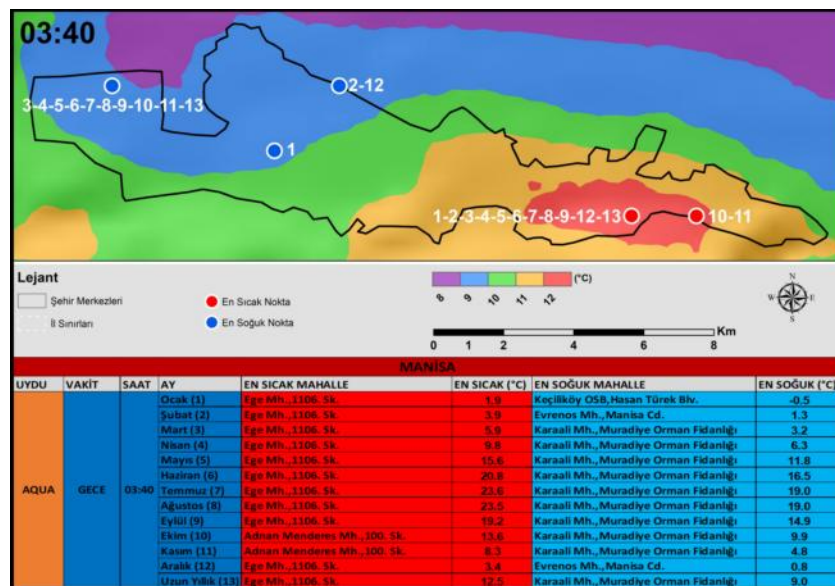 03:40
2-12
3-4-5-6-7-8-9-10-11-13
1
1-2-3-4-5-6-7-8-9-12-13
10-11
Lejant
Şehir Merkezleri
İl Sınırları
En Sıcak Nokta
En Soğuk Nokta
(°C)
8 9 10 11 12
N
W E
S
Km
0 1 2 4 6 8
MANİSA
UYDU VAKİT SAAT AY EN SICAK MAHALLE EN SICAK (°C) EN SOĞUK MAHALLE EN SOĞUK (°C)
AQUA GECE 03:40
Ocak (1) Ege Mh.,1106. Sk. 1.9 Keçiliköy OSB,Hasan Türek Blv. -0.5
Şubat (2) Ege Mh.,1106. Sk. 3.9 Evrenos Mh.,Manisa Cd. 1.3
Mart (3) Ege Mh.,1106. Sk. 5.9 Karaali Mh.,Muradiye Orman Fidanlığı 3.2
Nisan (4) Ege Mh.,1106. Sk. 9.8 Karaali Mh.,Muradiye Orman Fidanlığı 6.3
Mayıs (5) Ege Mh.,1106. Sk. 15.6 Karaali Mh.,Muradiye Orman Fidanlığı 11.8
Haziran (6) Ege Mh.,1106. Sk. 20.8 Karaali Mh.,Muradiye Orman Fidanlığı 16.5
Temmuz (7) Ege Mh.,1106. Sk. 23.6 Karaali Mh.,Muradiye Orman Fidanlığı 19.0
Ağustos (8) Ege Mh.,1106. Sk. 23.5 Karaali Mh.,Muradiye Orman Fidanlığı 19.0
Eylül (9) Ege Mh.,1106. Sk. 19.2 Karaali Mh.,Muradiye Orman Fidanlığı 14.9
Ekim (10) Adnan Menderes Mh.,100. Sk. 13.6 Karaali Mh.,Muradiye Orman Fidanlığı 9.9
Kasım (11) Adnan Menderes Mh.,100. Sk. 8.3 Karaali Mh.,Muradiye Orman Fidanlığı 4.8
Aralık (12) Ege Mh.,1106. Sk. 3.4 Evrenos Mh.,Manisa Cd. 0.8
Uzun Yıllık (13) Ege Mh.,1106. Sk. 12.5 Karaali Mh.,Muradiye Orman Fidanlığı 9.0